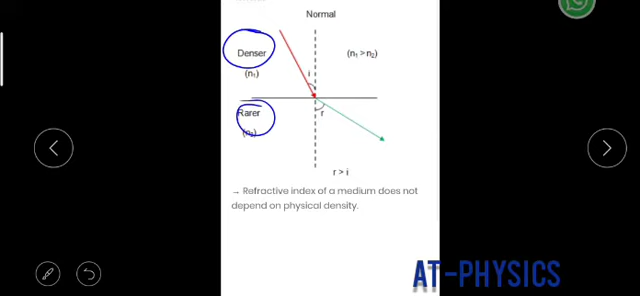 Normal
Denser
(n₁ > n₂)
(n₁)
i
Rarer
r
(n₂)
r > i
→ Refractive index of a medium does not
depend on physical density.
AT-PHYSICS